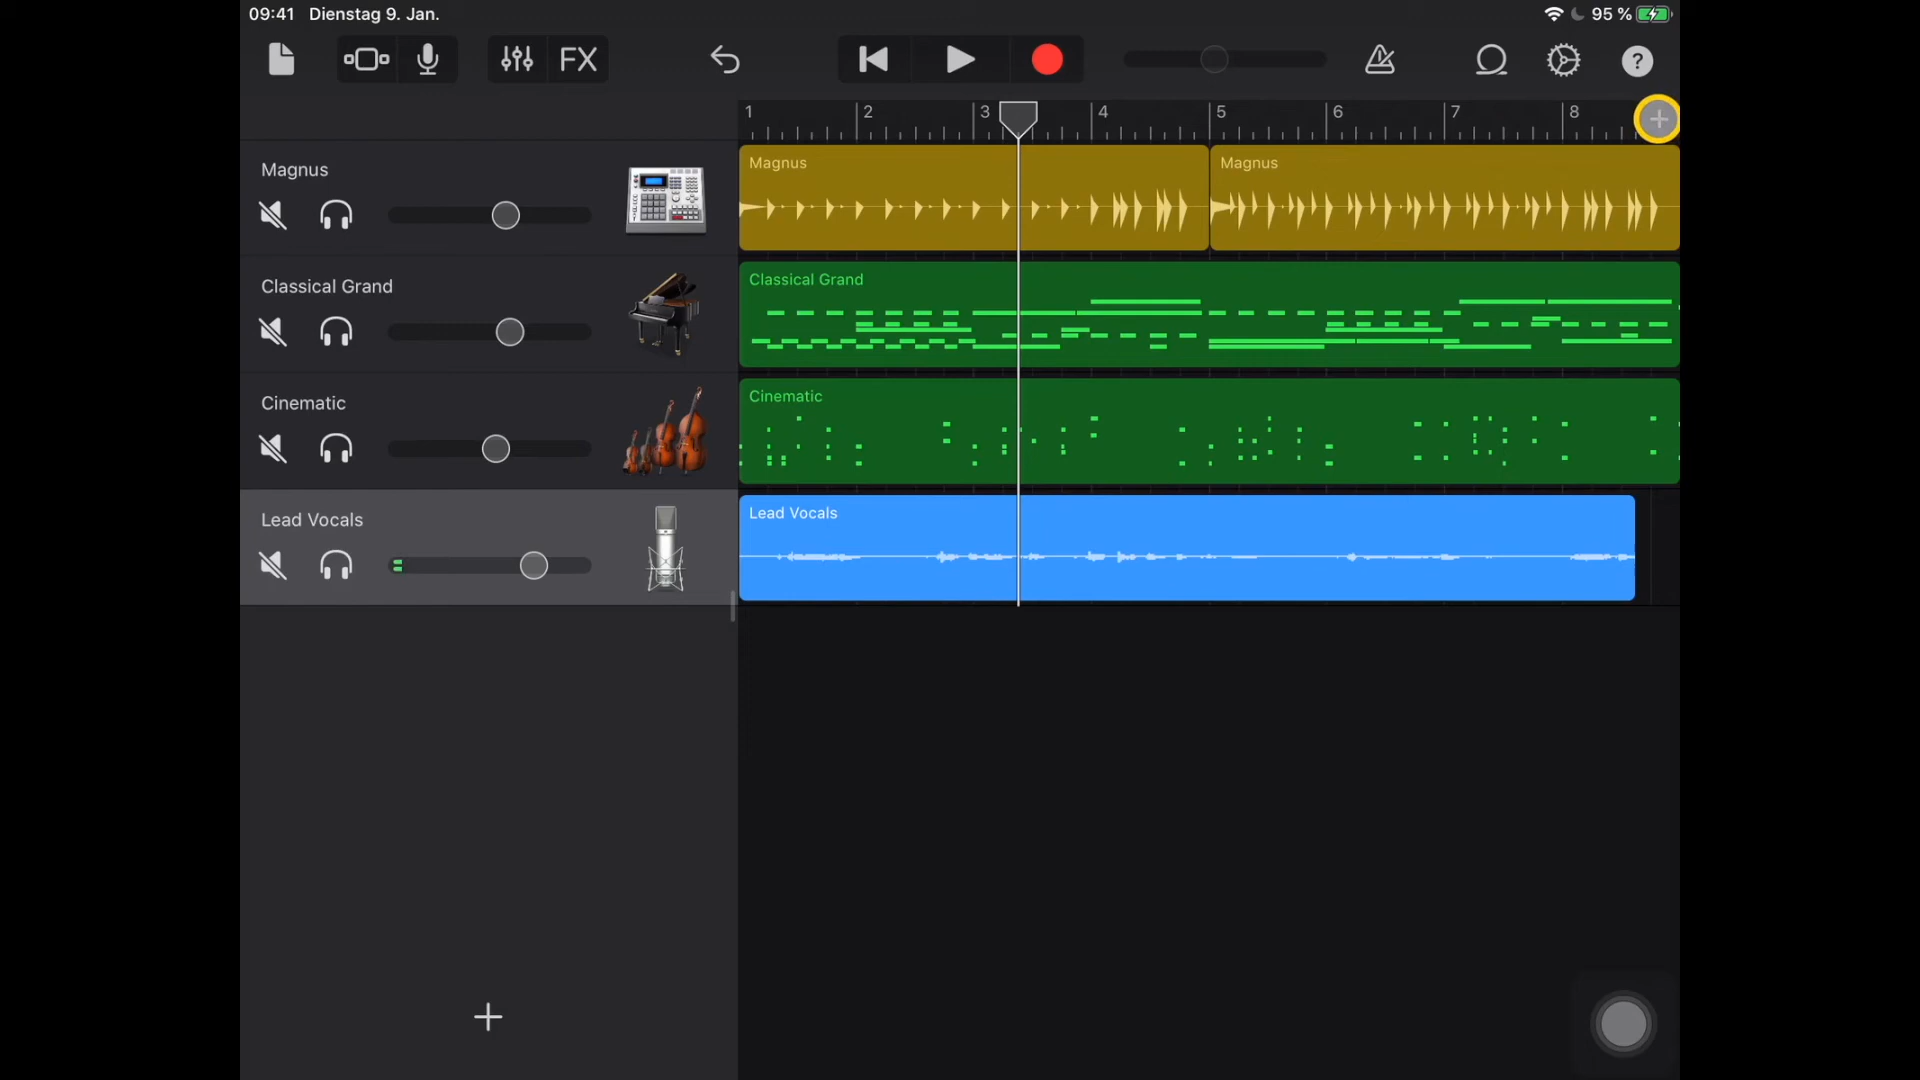 09:41 Dienstag 9. Jan.
95 %
FX
?
1 2 3 4 5 6 7 8
Magnus
Magnus
Magnus
Classical Grand
Classical Grand
Cinematic
Cinematic
Lead Vocals
Lead Vocals